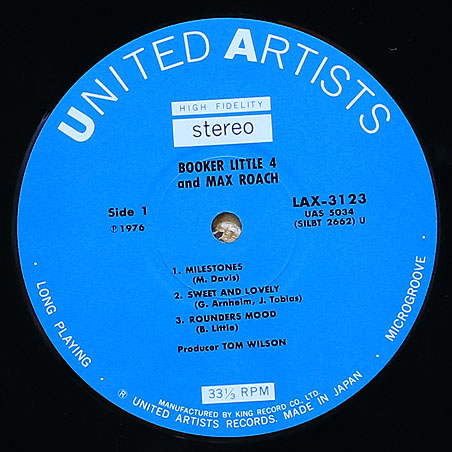 UNITED ARTISTS
HIGH FIDELITY
stereo
BOOKER LITTLE 4
and MAX ROACH
Side 1
℗ 1976
LAX-3123
UAS 5034
(SILBT 2662) U
1. MILESTONES
(M. Davis)
2. SWEET AND LOVELY
(G. Arnheim, J. Tobias)
3. ROUNDERS MOOD
(B. Little)
Producer TOM WILSON
· LONG PLAYING ·
· MICROGROOVE ·
33⅓ RPM
MANUFACTURED BY KING RECORD CO., LTD.
® UNITED ARTISTS RECORDS. MADE IN JAPAN